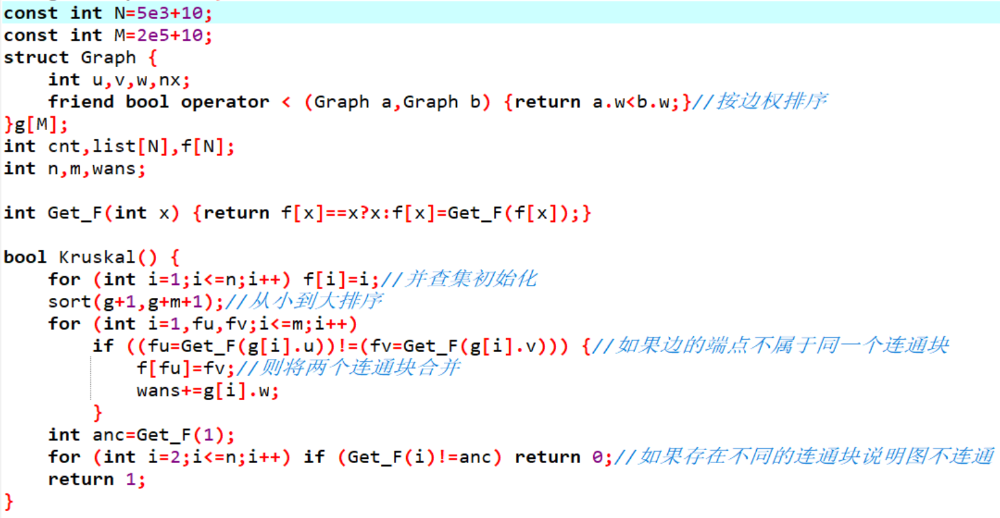 const int N=5e3+10;
const int M=2e5+10;
struct Graph {
    int u,v,w,nx;
    friend bool operator < (Graph a,Graph b) {return a.w<b.w;}//按边权排序
}g[M];
int cnt,list[N],f[N];
int n,m,wans;

int Get_F(int x) {return f[x]==x?x:f[x]=Get_F(f[x]);}

bool Kruskal() {
    for (int i=1;i<=n;i++) f[i]=i;//并查集初始化
    sort(g+1,g+m+1);//从小到大排序
    for (int i=1,fu,fv;i<=m;i++)
        if ((fu=Get_F(g[i].u))!=(fv=Get_F(g[i].v))) {//如果边的端点不属于同一个连通块
            f[fu]=fv;//则将两个连通块合并
            wans+=g[i].w;
        }
    int anc=Get_F(1);
    for (int i=2;i<=n;i++) if (Get_F(i)!=anc) return 0;//如果存在不同的连通块说明图不连通
    return 1;
}